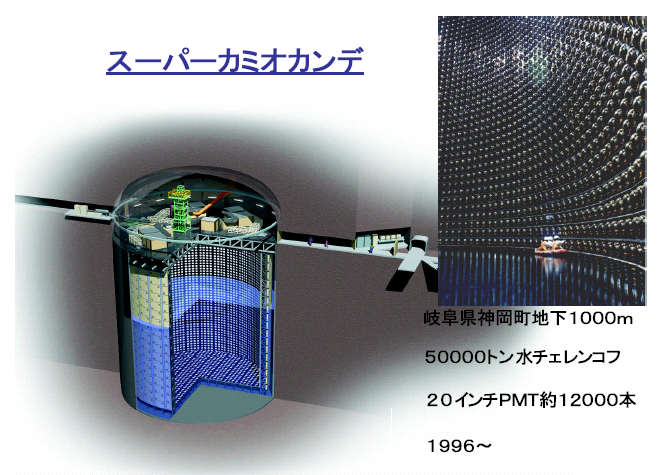 スーパーカミオカンデ
岐阜県神岡町地下1000m
50000トン水チェレンコフ
20インチPMT約12000本
1996～